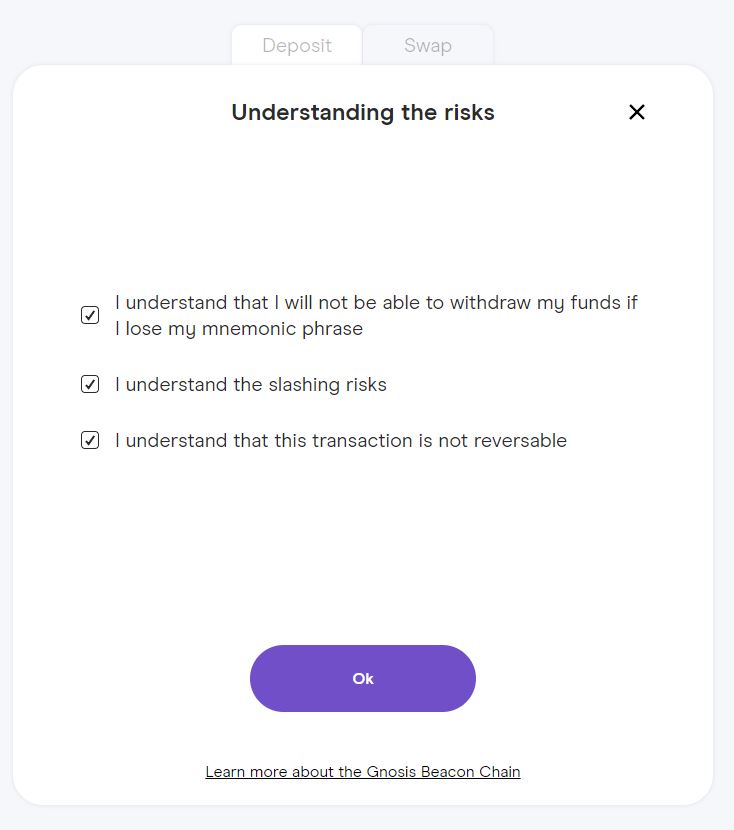 Deposit
Swap
Understanding the risks
I understand that I will not be able to withdraw my funds if
I lose my mnemonic phrase
I understand the slashing risks
I understand that this transaction is not reversable
Ok
Learn more about the Gnosis Beacon Chain